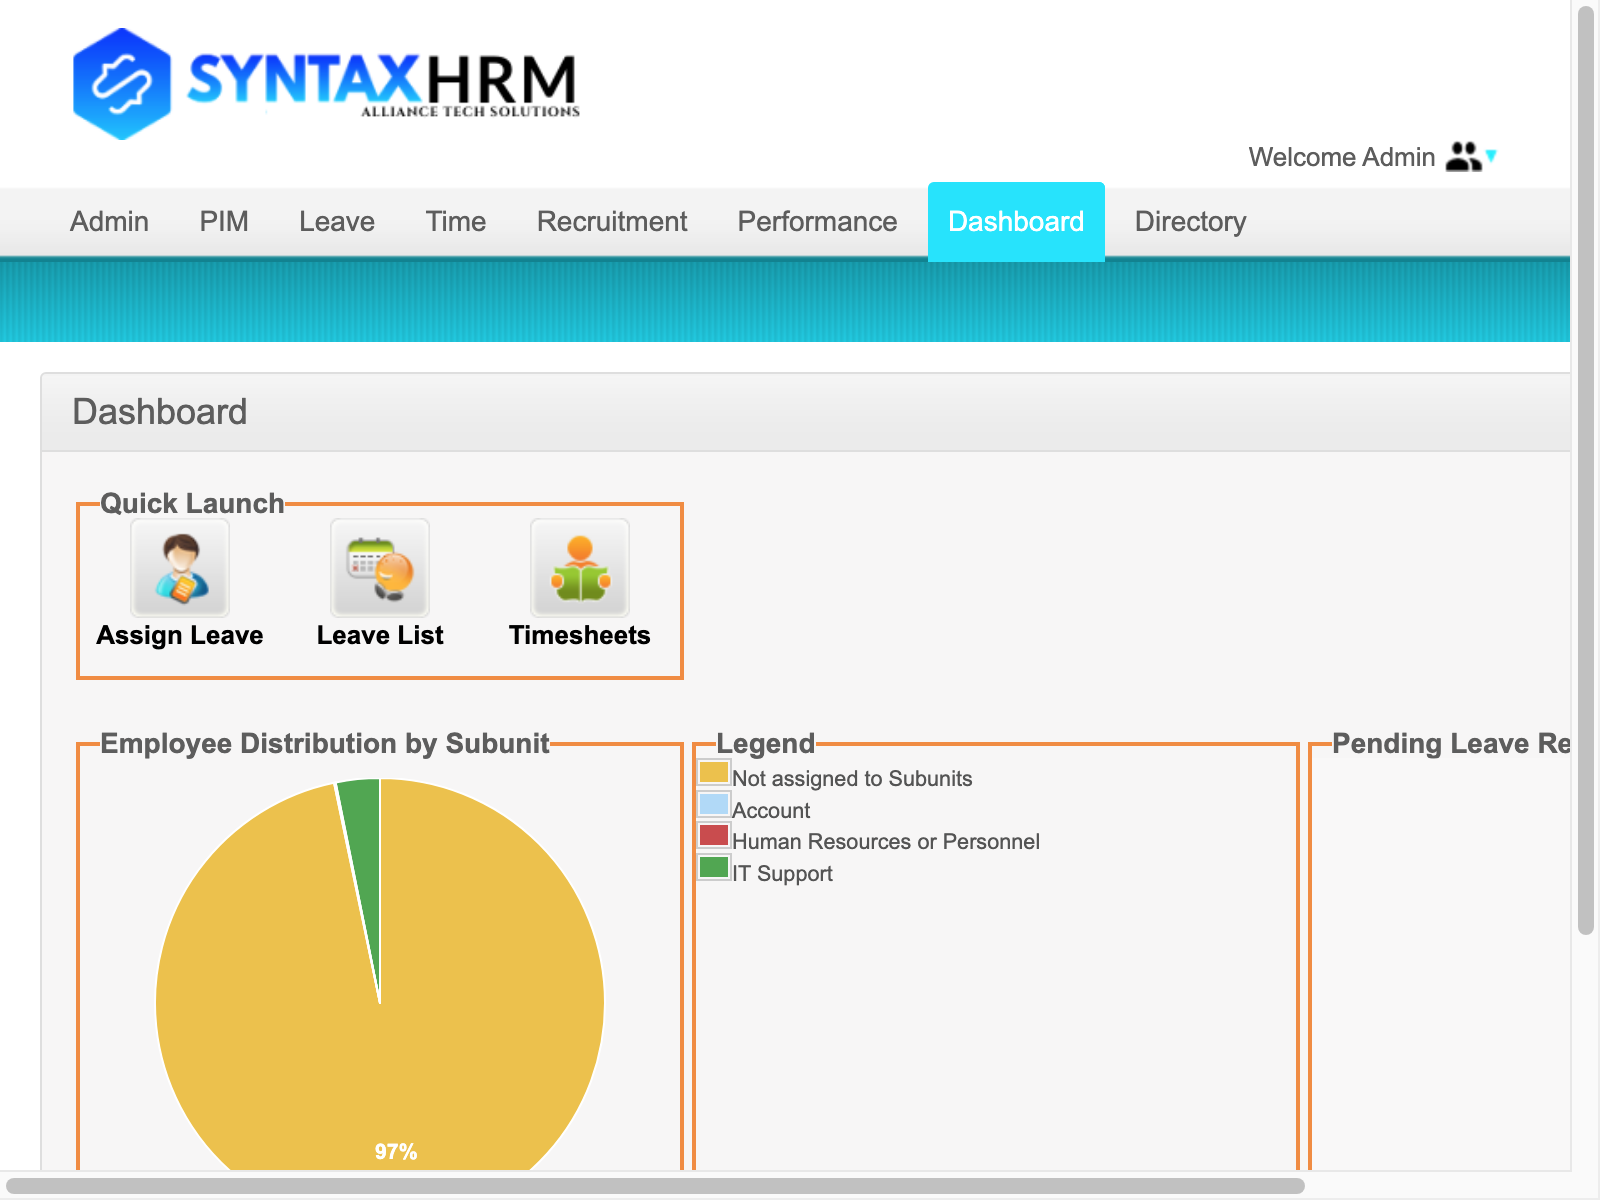 SYNTAXHRM
ALLIANCE TECH SOLUTIONS
Welcome Admin
Admin PIM Leave Time Recruitment Performance Dashboard Directory
Dashboard
Quick Launch
Assign Leave Leave List Timesheets
Employee Distribution by Subunit
97%
Legend
Not assigned to Subunits
Account
Human Resources or Personnel
IT Support
Pending Leave Re